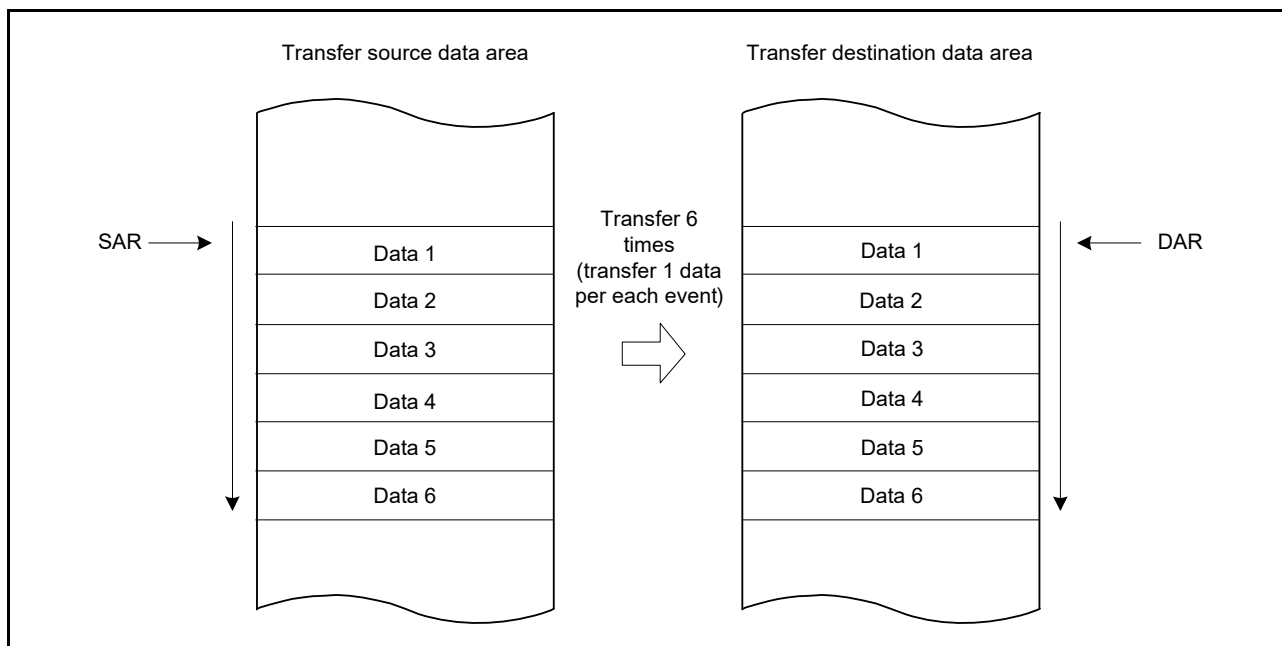 Transfer source data area
Transfer destination data area
SAR
Data 1
Data 2
Data 3
Data 4
Data 5
Data 6
Transfer 6
times
(transfer 1 data
per each event)
Data 1
Data 2
Data 3
Data 4
Data 5
Data 6
DAR